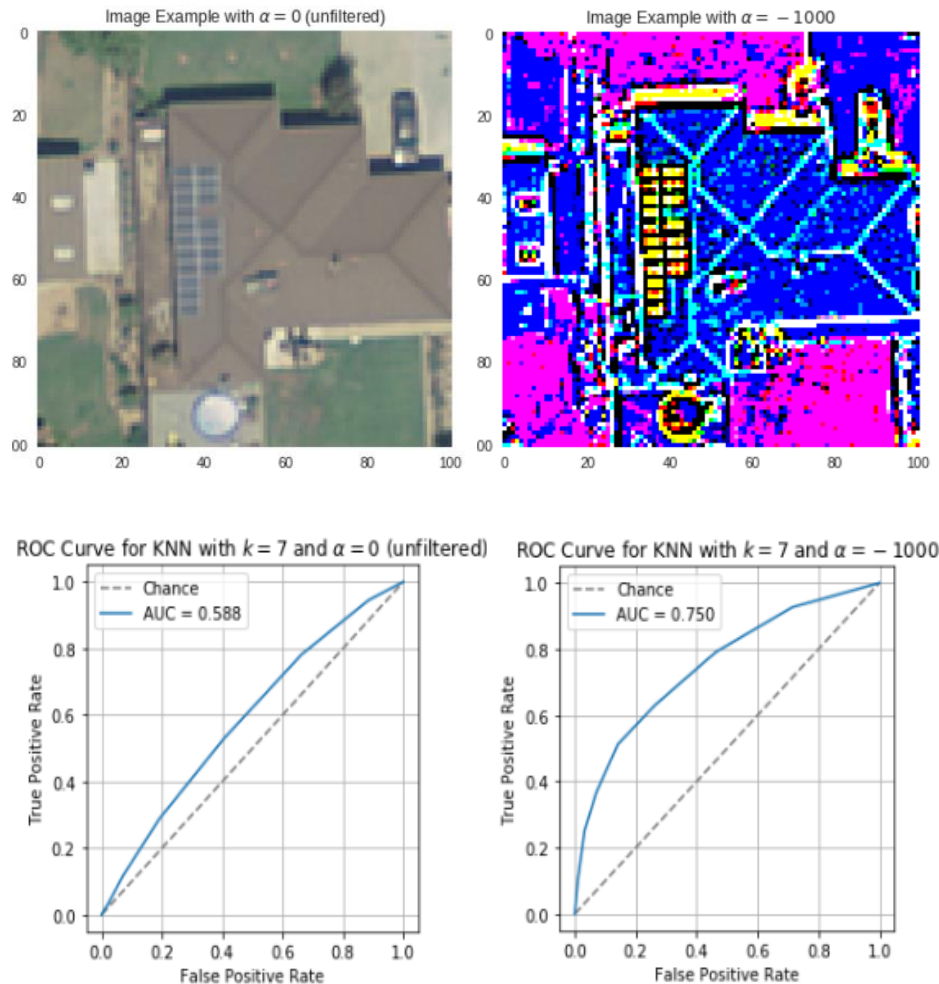 Image Example with α = 0 (unfiltered)
0
20
40
60
80
00
0 20 40 60 80 100
Image Example with α = − 1000
0
20
40
60
80
00
0 20 40 60 80 100
ROC Curve for KNN with k = 7 and α = 0 (unfiltered)
Chance
AUC = 0.588
True Positive Rate
1.0
0.8
0.6
0.4
0.2
0.0
0.0 0.2 0.4 0.6 0.8 1.0
False Positive Rate
ROC Curve for KNN with k = 7 and α = − 1000
Chance
AUC = 0.750
True Positive Rate
1.0
0.8
0.6
0.4
0.2
0.0
0.0 0.2 0.4 0.6 0.8 1.0
False Positive Rate